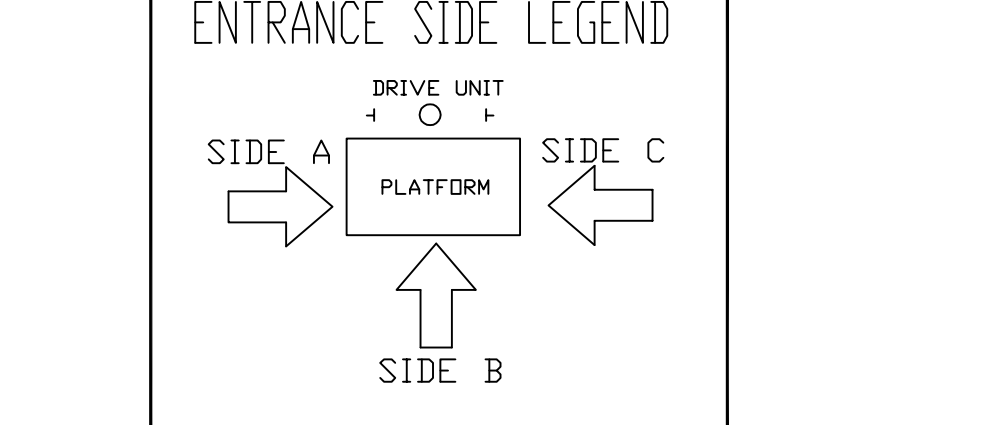 ENTRANCE SIDE LEGEND
DRIVE UNIT
SIDE A
SIDE C
PLATFORM
SIDE B